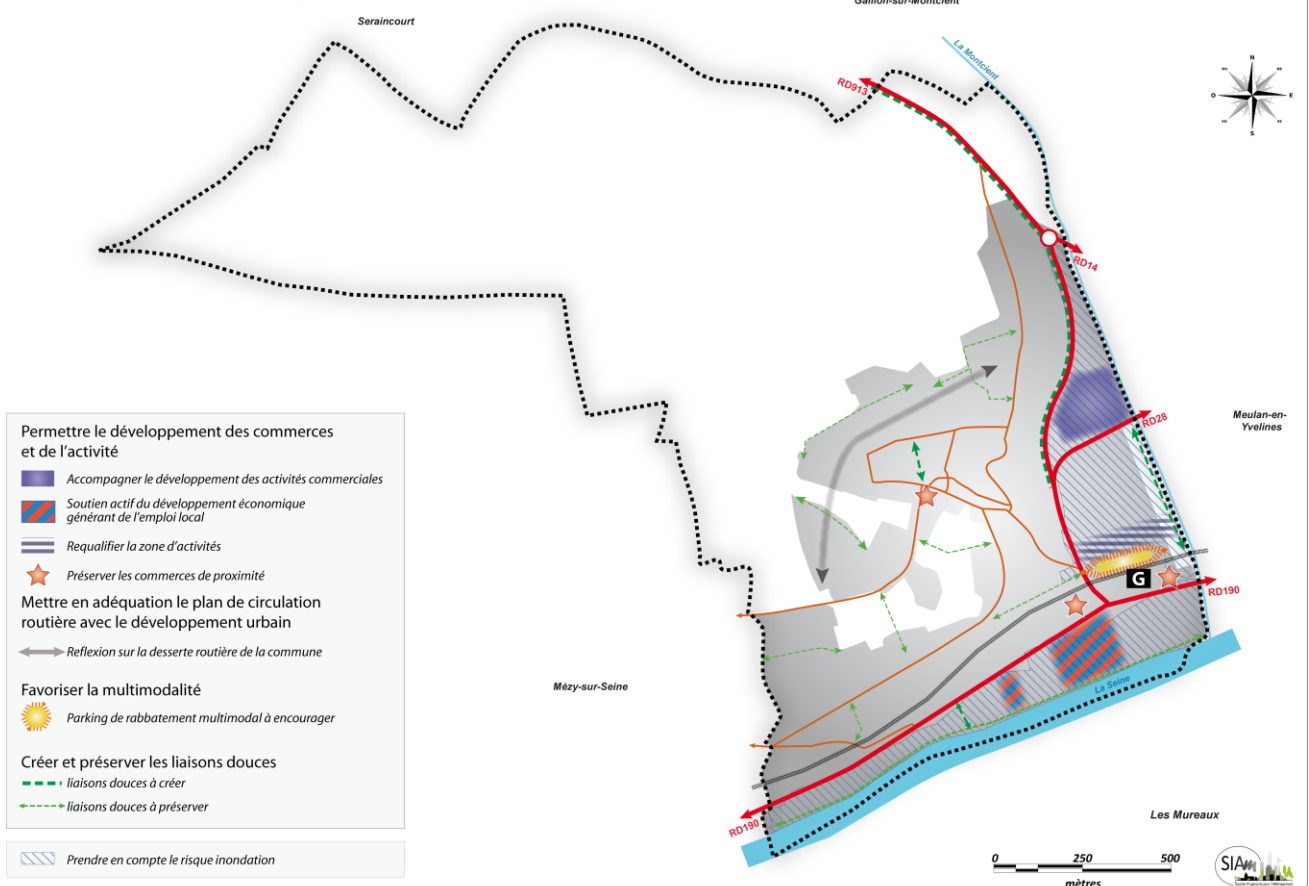 Gaillon-sur-Montcient
Seraincourt
La Montcient
N
O
E
S
RD913
RD14
Meulan-en-
Yvelines
RD28
Permettre le développement des commerces
et de l'activité
Accompagner le développement des activités commerciales
Soutien actif du développement économique
générant de l'emploi local
Requalifier la zone d'activités
Préserver les commerces de proximité
Mettre en adéquation le plan de circulation
routière avec le développement urbain
Reflexion sur la desserte routière de la commune
Favoriser la multimodalité
Parking de rabbatement multimodal à encourager
Créer et préserver les liaisons douces
liaisons douces à créer
liaisons douces à préserver
Prendre en compte le risque inondation
G
RD190
Mézy-sur-Seine
La Seine
RD190
Les Mureaux
0 250 500
mètres
SIAm